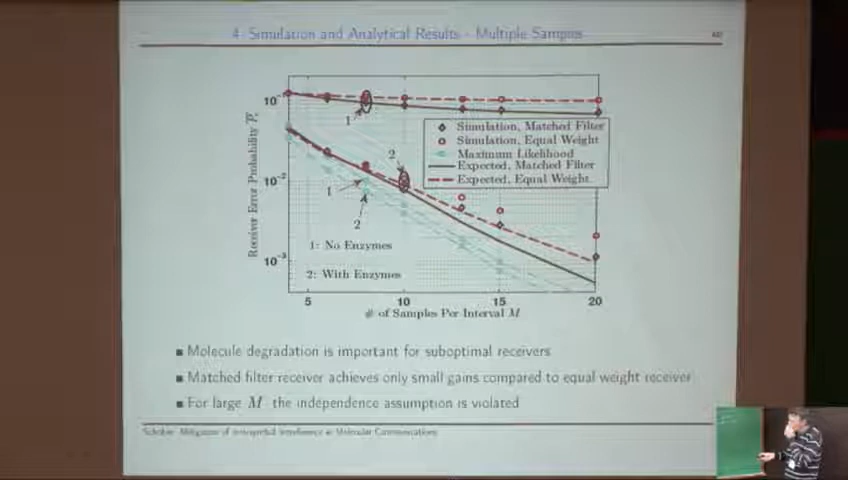 4 Simulation and Analytical Results - Multiple Samples
10
Receiver Error Probability
10
10
1
2
1
2
Simulation, Matched Filter
Simulation, Equal Weight
Maximum Likelihood
Expected, Matched Filter
Expected, Equal Weight
1: No Enzymes
2: With Enzymes
5 10 15 20
# of Samples Per Interval M
■ Molecule degradation is important for suboptimal receivers
■ Matched filter receiver achieves only small gains compared to equal weight receiver
■ For large M the independence assumption is violated
Mitigation of Intersymbol Interference in Molecular Communications